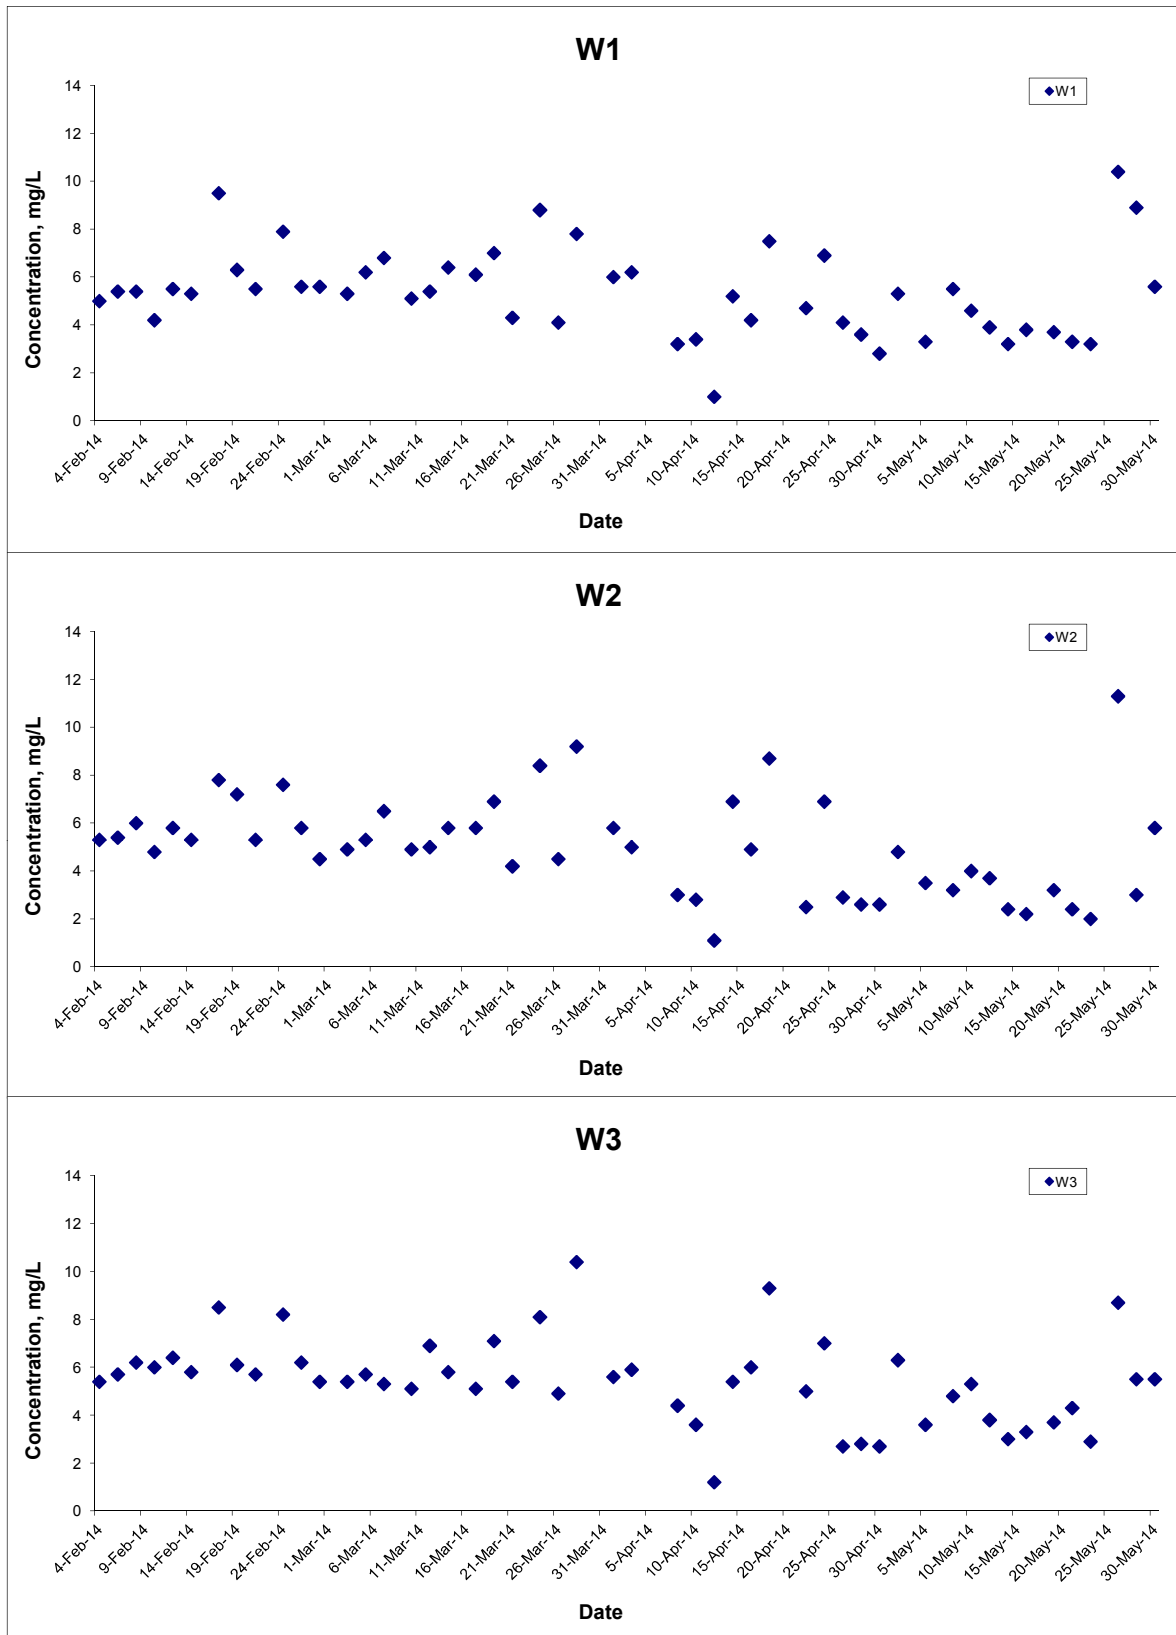 W1
W1
14
12
10
8
6
4
2
0
Concentration, mg/L
4-Feb-14 9-Feb-14 14-Feb-14 19-Feb-14 24-Feb-14 1-Mar-14 6-Mar-14 11-Mar-14 16-Mar-14 21-Mar-14 26-Mar-14 31-Mar-14 5-Apr-14 10-Apr-14 15-Apr-14 20-Apr-14 25-Apr-14 30-Apr-14 5-May-14 10-May-14 15-May-14 20-May-14 25-May-14 30-May-14
Date
W2
W2
14
12
10
8
6
4
2
0
Concentration, mg/L
4-Feb-14 9-Feb-14 14-Feb-14 19-Feb-14 24-Feb-14 1-Mar-14 6-Mar-14 11-Mar-14 16-Mar-14 21-Mar-14 26-Mar-14 31-Mar-14 5-Apr-14 10-Apr-14 15-Apr-14 20-Apr-14 25-Apr-14 30-Apr-14 5-May-14 10-May-14 15-May-14 20-May-14 25-May-14 30-May-14
Date
W3
W3
14
12
10
8
6
4
2
0
Concentration, mg/L
4-Feb-14 9-Feb-14 14-Feb-14 19-Feb-14 24-Feb-14 1-Mar-14 6-Mar-14 11-Mar-14 16-Mar-14 21-Mar-14 26-Mar-14 31-Mar-14 5-Apr-14 10-Apr-14 15-Apr-14 20-Apr-14 25-Apr-14 30-Apr-14 5-May-14 10-May-14 15-May-14 20-May-14 25-May-14 30-May-14
Date